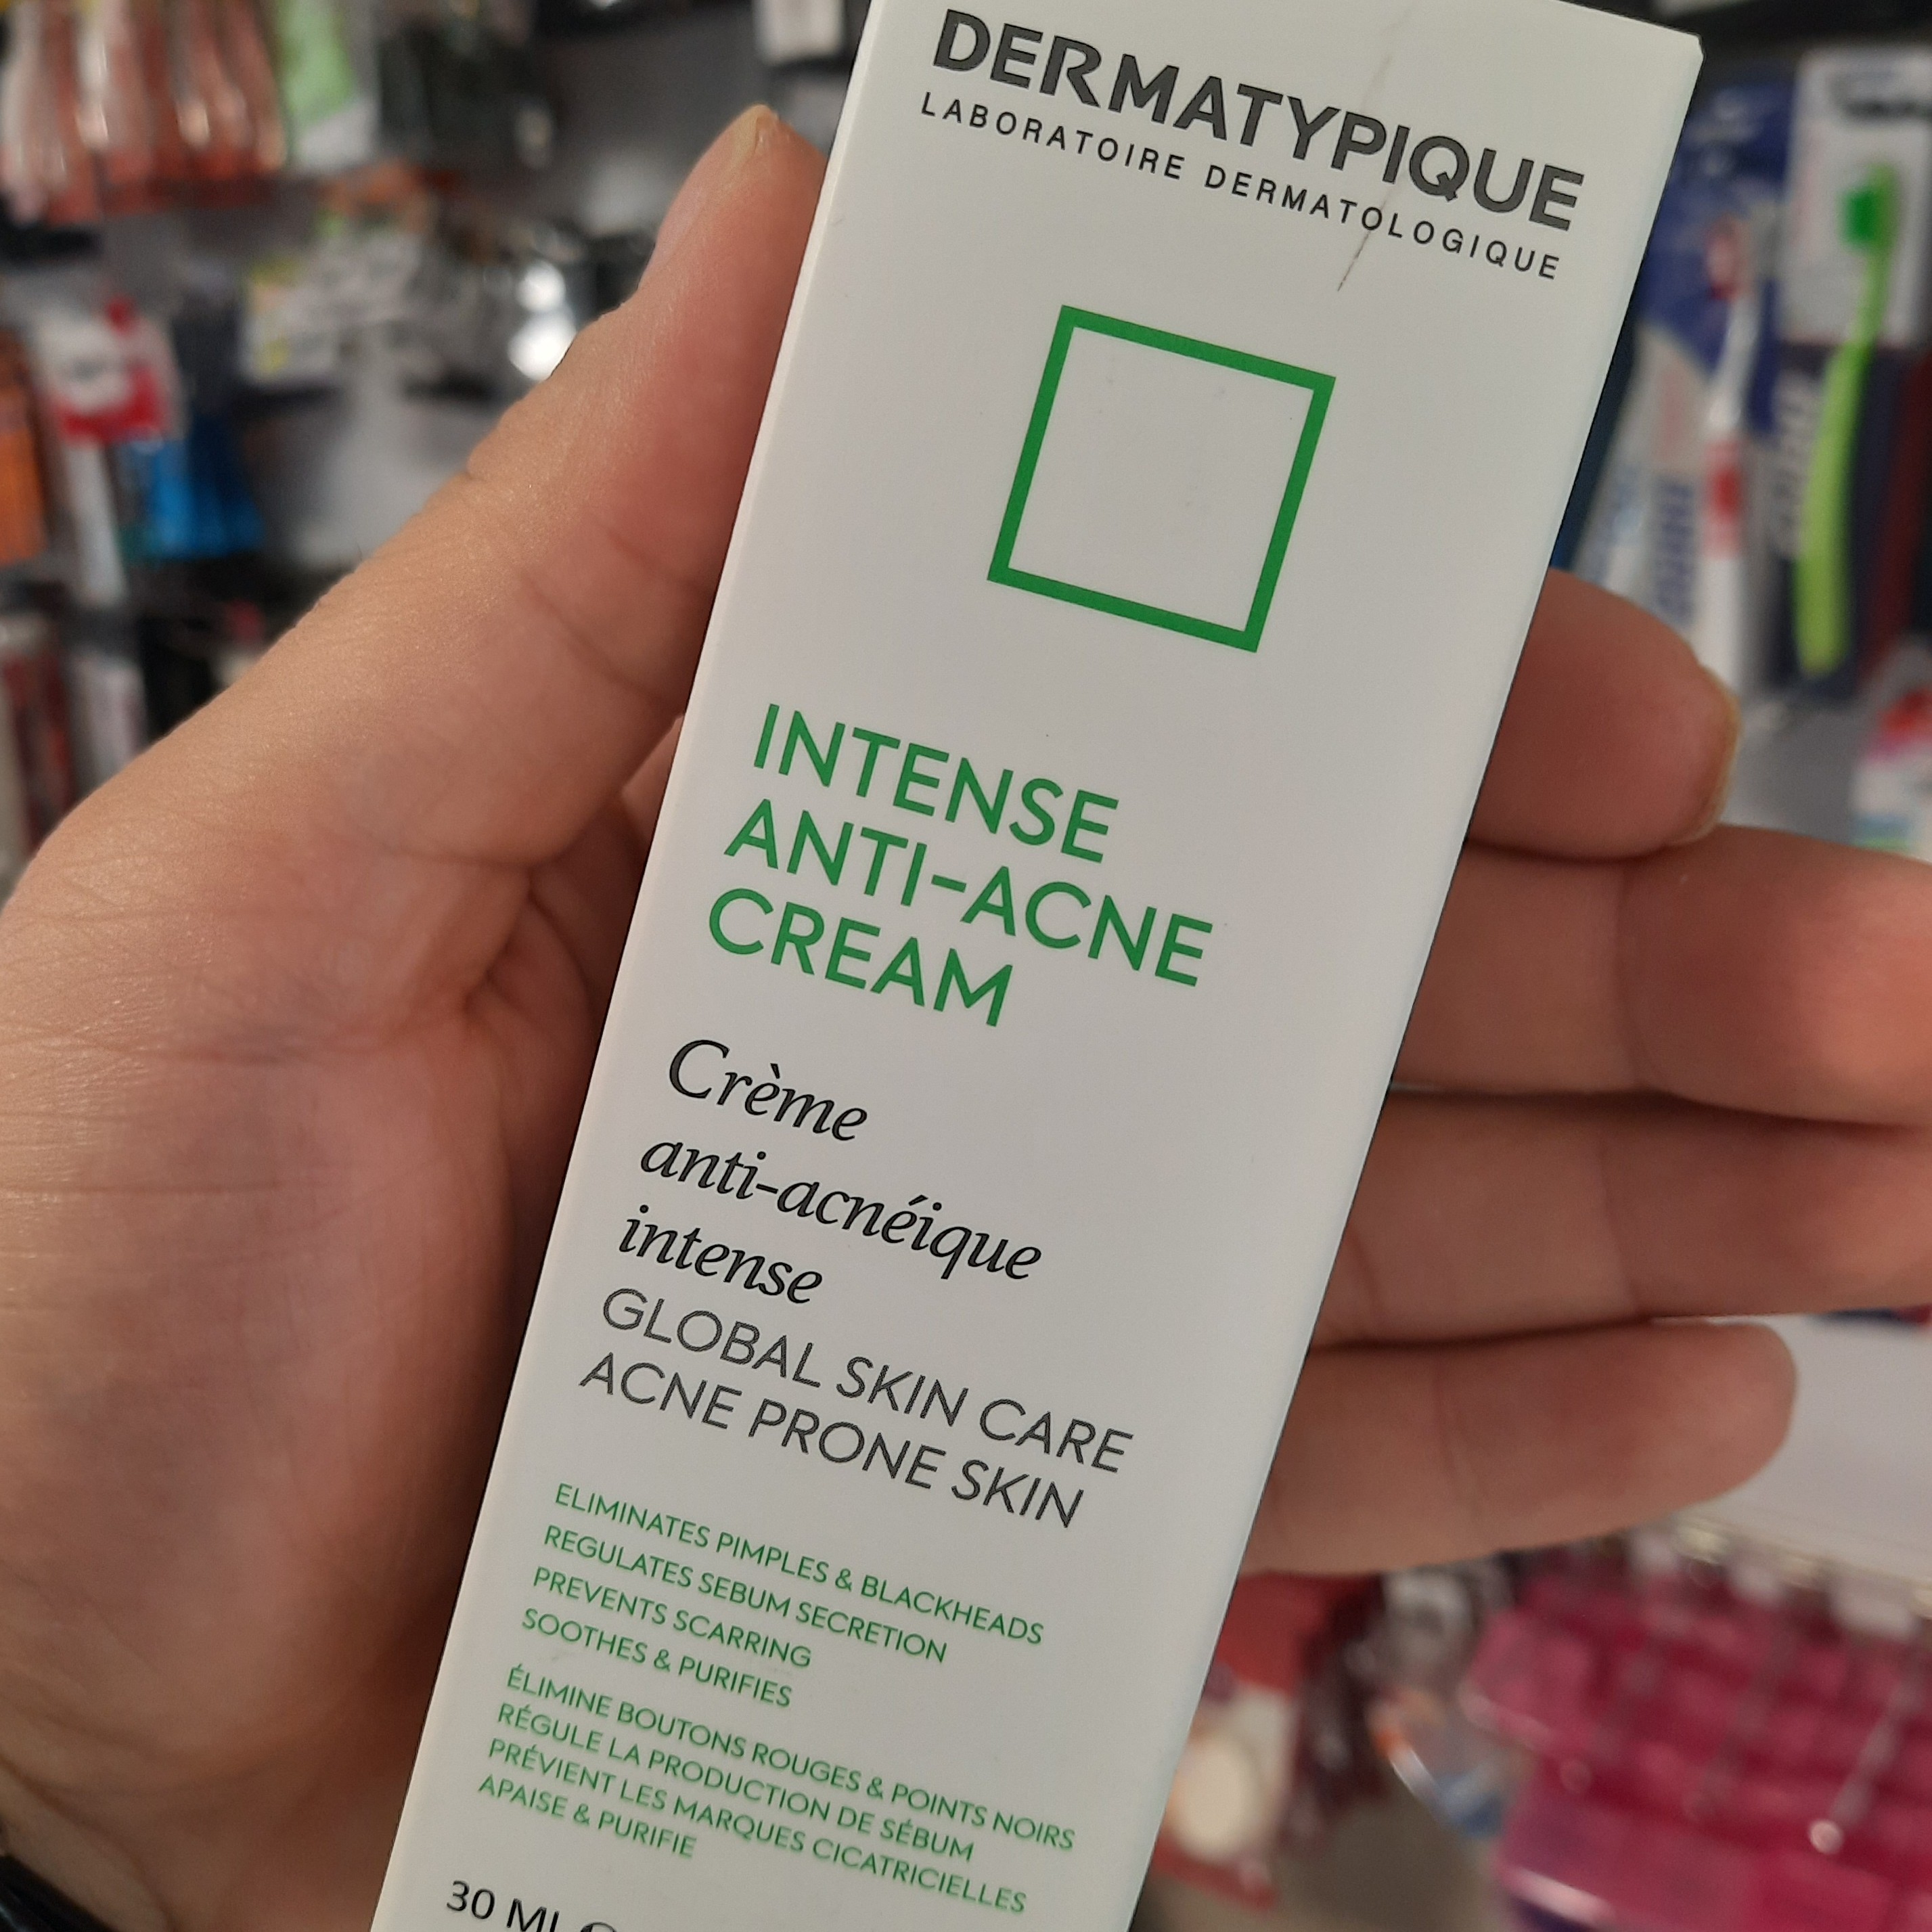 DERMATYPIQUE
LABORATOIRE DERMATOLOGIQUE
INTENSE
ANTI-ACNE
CREAM
Crème
anti-acnéique
intense
GLOBAL SKIN CARE
ACNE PRONE SKIN
ELIMINATES PIMPLES & BLACKHEADS
REGULATES SEBUM SECRETION
PREVENTS SCARRING
SOOTHES & PURIFIES
ÉLIMINE BOUTONS ROUGES & POINTS NOIRS
RÉGULE LA PRODUCTION DE SÉBUM
PRÉVIENT LES MARQUES CICATRICIELLES
APAISE & PURIFIE
30 ML